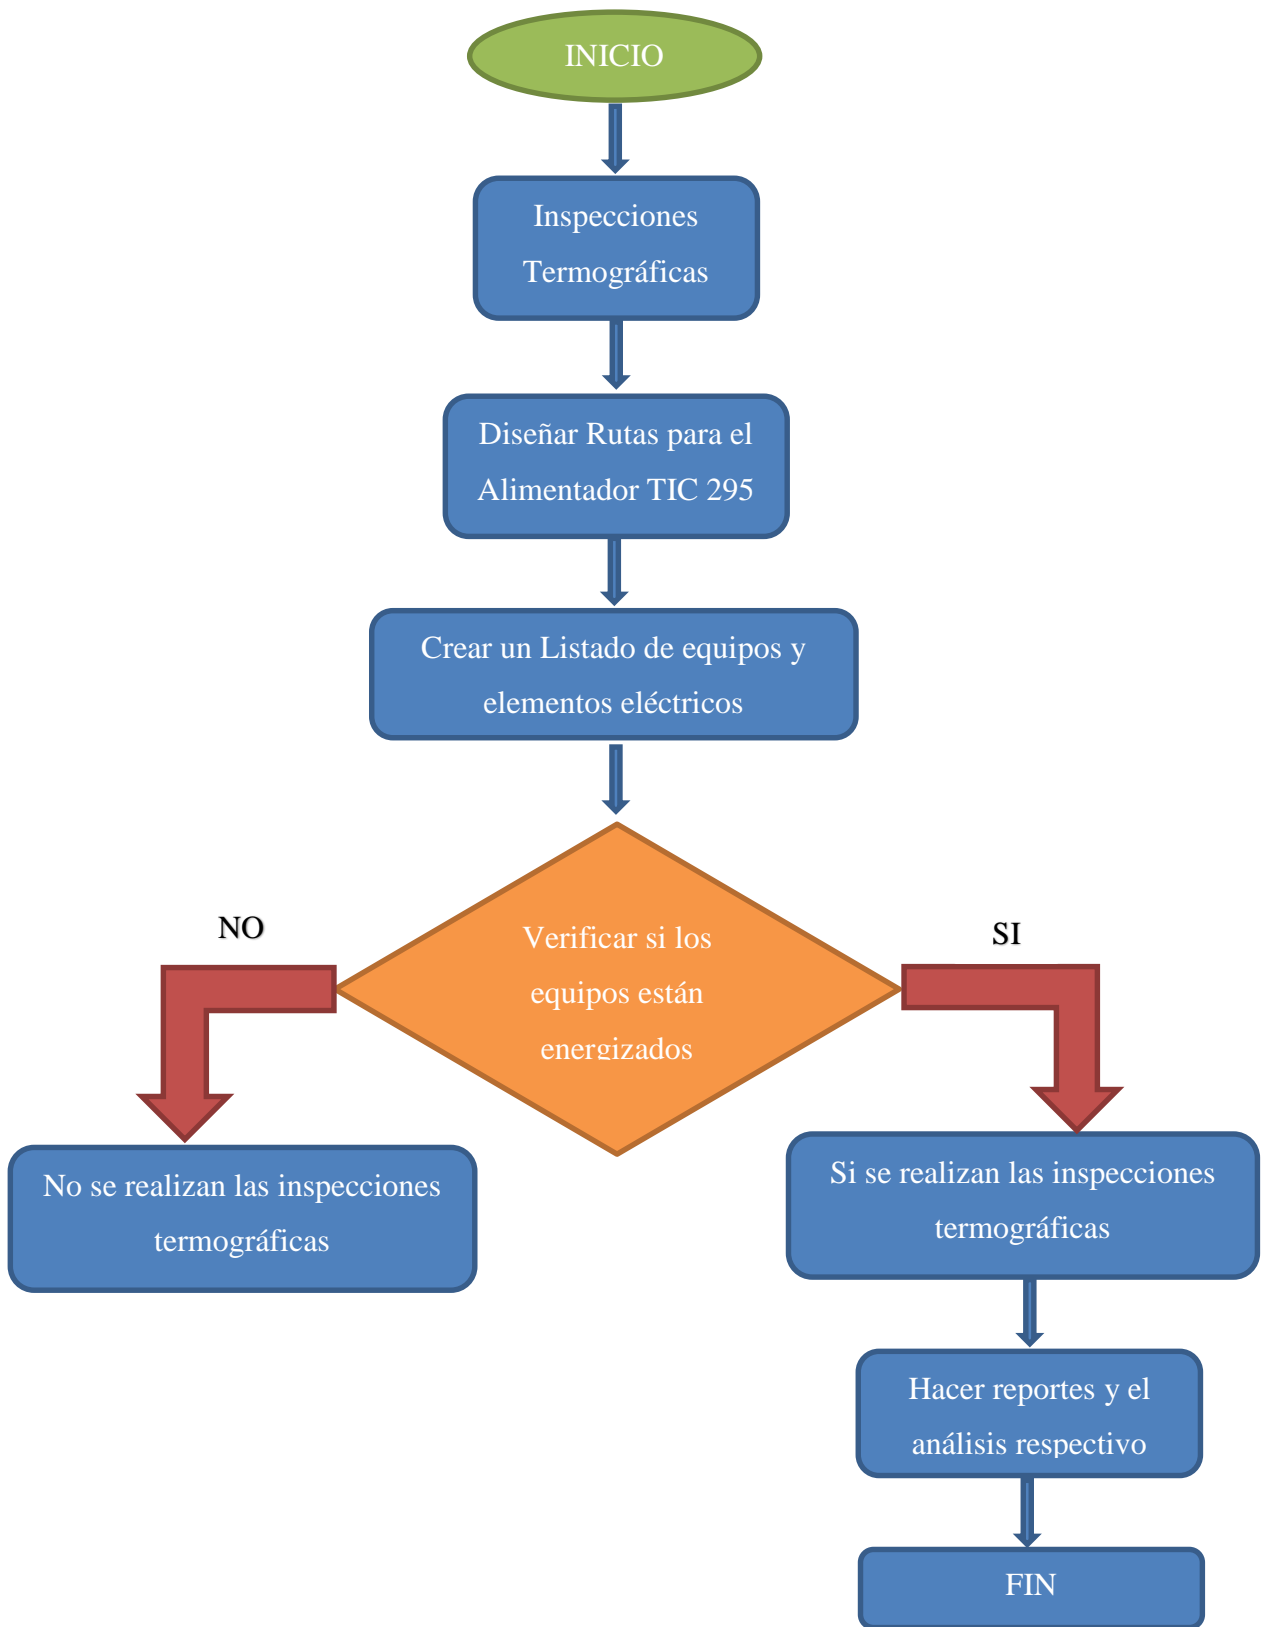 INICIO
Inspecciones
Termográficas
Diseñar Rutas para el
Alimentador TIC 295
Crear un Listado de equipos y
elementos eléctricos
NO
SI
Verificar si los
equipos están
energizados
No se realizan las inspecciones
termográficas
Si se realizan las inspecciones
termográficas
Hacer reportes y el
análisis respectivo
FIN